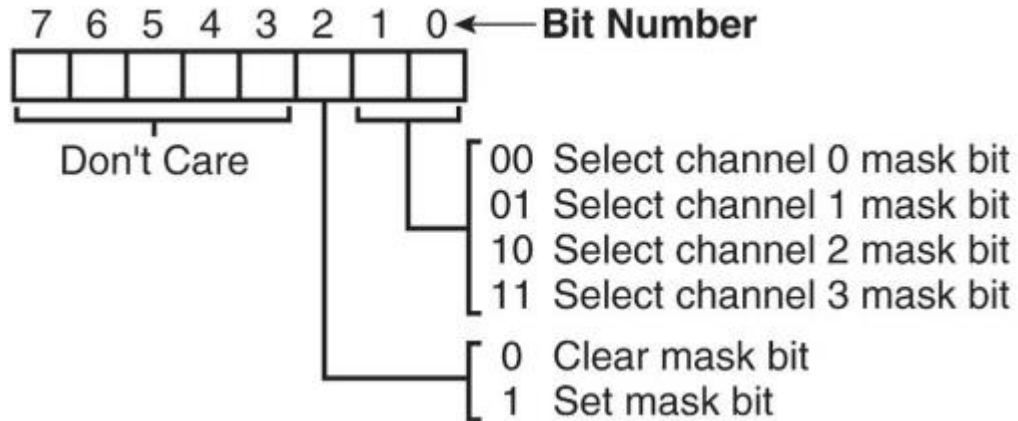 7 6 5 4 3 2 1 0 Bit Number
Don't Care
00 Select channel 0 mask bit
01 Select channel 1 mask bit
10 Select channel 2 mask bit
11 Select channel 3 mask bit
0 Clear mask bit
1 Set mask bit